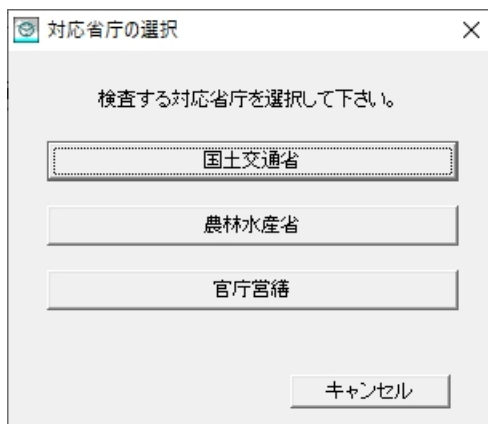 対応省庁の選択
検査する対応省庁を選択して下さい。
国土交通省
農林水産省
官庁営繕
キャンセル